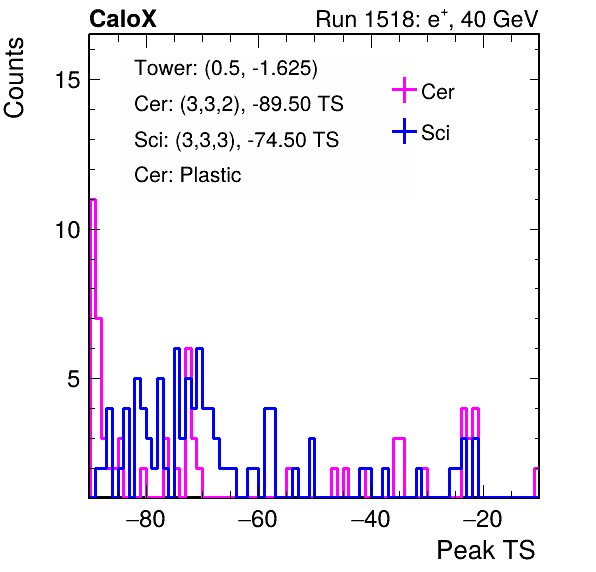 CaloX Run 1518: e⁺, 40 GeV
Counts
Tower: (0.5, -1.625)
Cer: (3,3,2), -89.50 TS
Sci: (3,3,3), -74.50 TS
Cer: Plastic
Cer
Sci
15
10
5
−80 −60 −40 −20
Peak TS